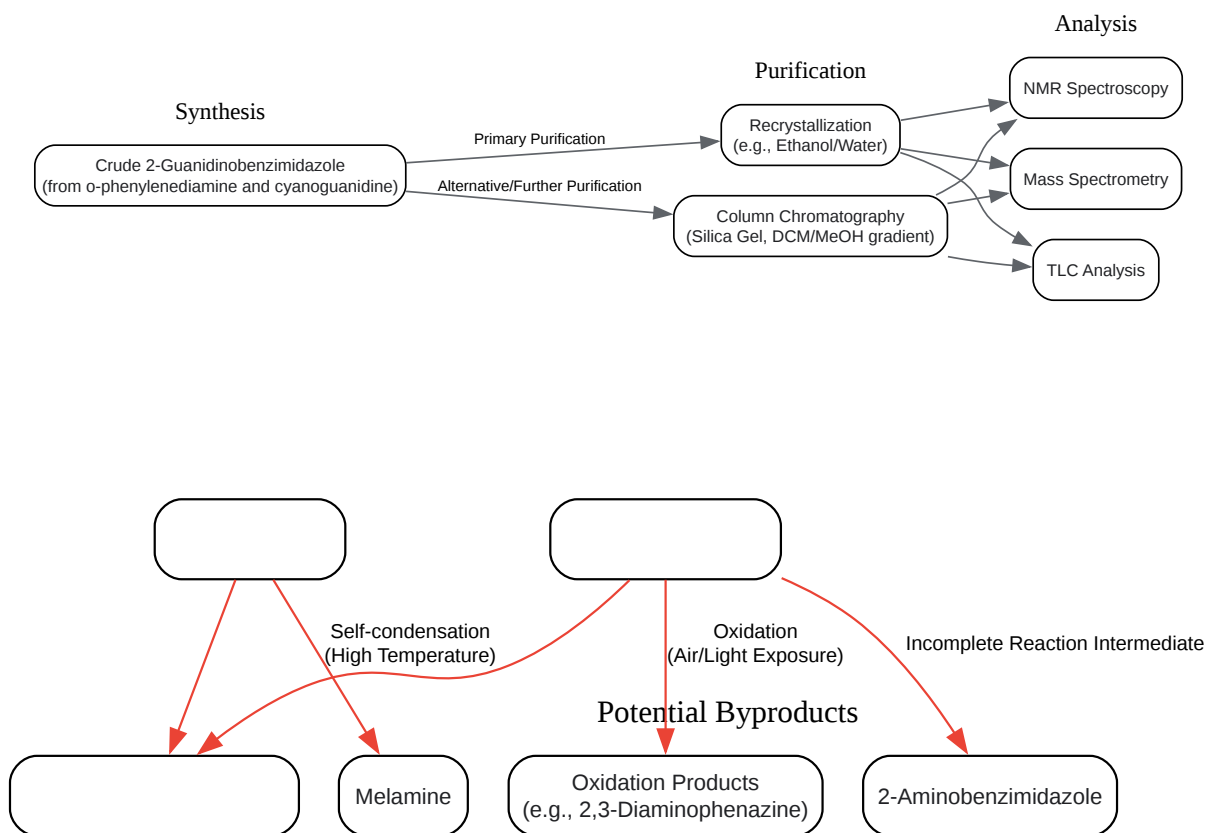 Analysis
Purification
Synthesis
NMR Spectroscopy
Recrystallization
(e.g., Ethanol/Water)
Primary Purification
Crude 2-Guanidinobenzimidazole
(from o-phenylenediamine and cyanoguanidine)
Mass Spectrometry
Alternative/Further Purification
Column Chromatography
(Silica Gel, DCM/MeOH gradient)
TLC Analysis
Self-condensation
(High Temperature)
Oxidation
(Air/Light Exposure)
Incomplete Reaction Intermediate
Potential Byproducts
Melamine
Oxidation Products
(e.g., 2,3-Diaminophenazine)
2-Aminobenzimidazole